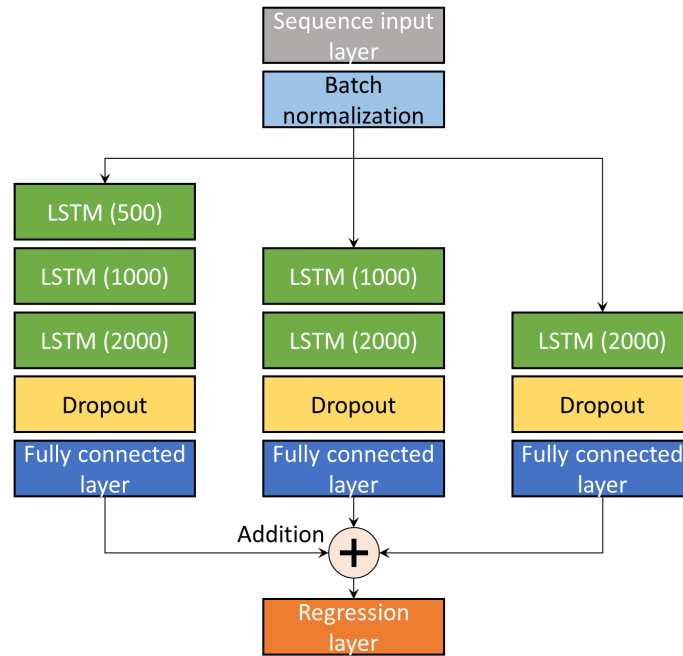 Sequence input
layer
Batch
normalization
LSTM (500)
LSTM (1000)
LSTM (2000)
Dropout
Fully connected
layer
LSTM (1000)
LSTM (2000)
Dropout
Fully connected
layer
LSTM (2000)
Dropout
Fully connected
layer
Addition
+
Regression
layer